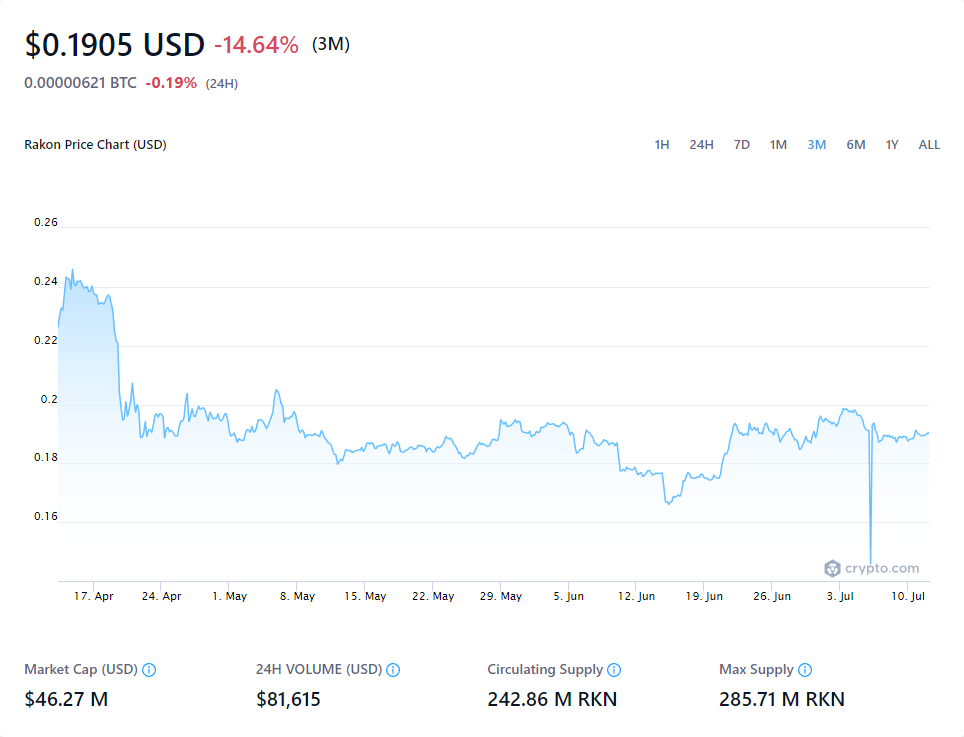 $0.1905 USD -14.64% (3M)
0.00000621 BTC -0.19% (24H)
Rakon Price Chart (USD) 1H 24H 7D 1M 3M 6M 1Y ALL
0.26
0.24
0.22
0.2
0.18
0.16
crypto.com
17. Apr 24. Apr 1. May 8. May 15. May 22. May 29. May 5. Jun 12. Jun 19. Jun 26. Jun 3. Jul 10. Jul
Market Cap (USD) 24H VOLUME (USD) Circulating Supply Max Supply
$46.27 M $81,615 242.86 M RKN 285.71 M RKN